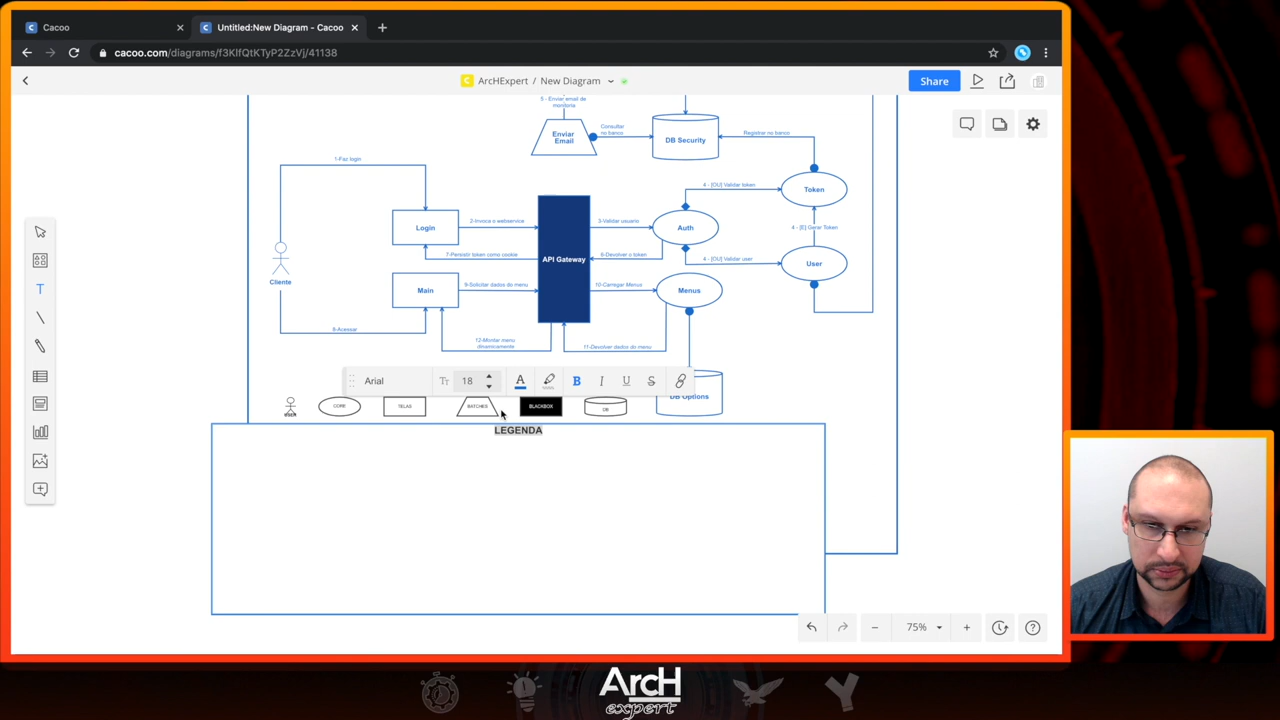 Cacoo
Untitled:New Diagram - Cacoo
cacoo.com/diagrams/f3KlfQtKTyP2ZzVj/41138
ArcHExpert / New Diagram
Share
5 - Enviar email de
monitoria
Enviar
Email
Consultar
no banco
DB Security
Registrar no banco
1-Faz login
4 - [OU] Validar token
Token
Login
2-Invoca o webservice
3-Validar usuario
Auth
4 - [E] Gerar Token
7-Persistir token como cookie
API Gateway
6-Devolver o token
4 - [OU] Validar user
User
Cliente
Main
9-Solicitar dados do menu
10-Carregar Menus
Menus
8-Acessar
12-Montar menu
dinamicamente
11-Devolver dados do menu
Arial
18
B I U S
DB Options
USER
CORE
TELAS
BATCHES
BLACKBOX
DB
LEGENDA
75%
ArcH
expert